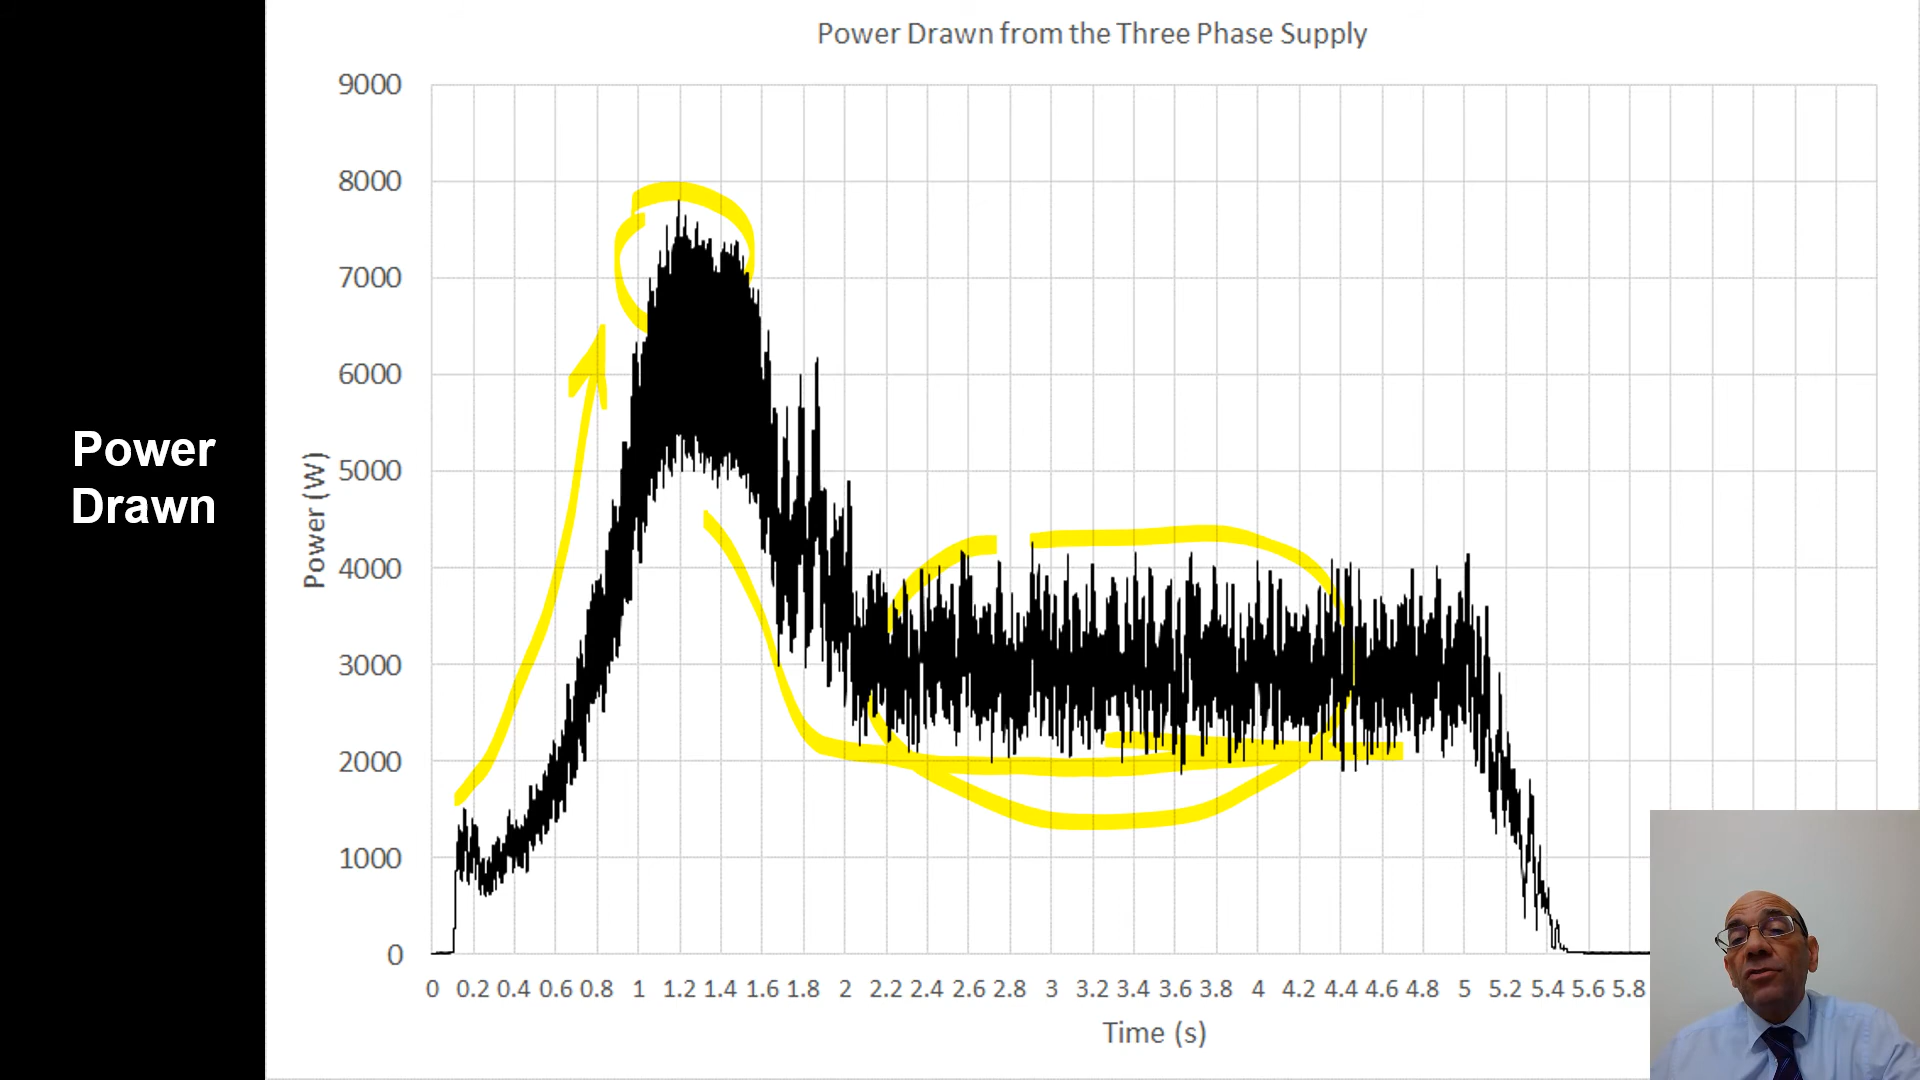 Power Drawn from the Three Phase Supply
Power
Drawn
Power (W)
9000
8000
7000
6000
5000
4000
3000
2000
1000
0
0 0.2 0.4 0.6 0.8 1 1.2 1.4 1.6 1.8 2 2.2 2.4 2.6 2.8 3 3.2 3.4 3.6 3.8 4 4.2 4.4 4.6 4.8 5 5.2 5.4 5.6 5.8
Time (s)